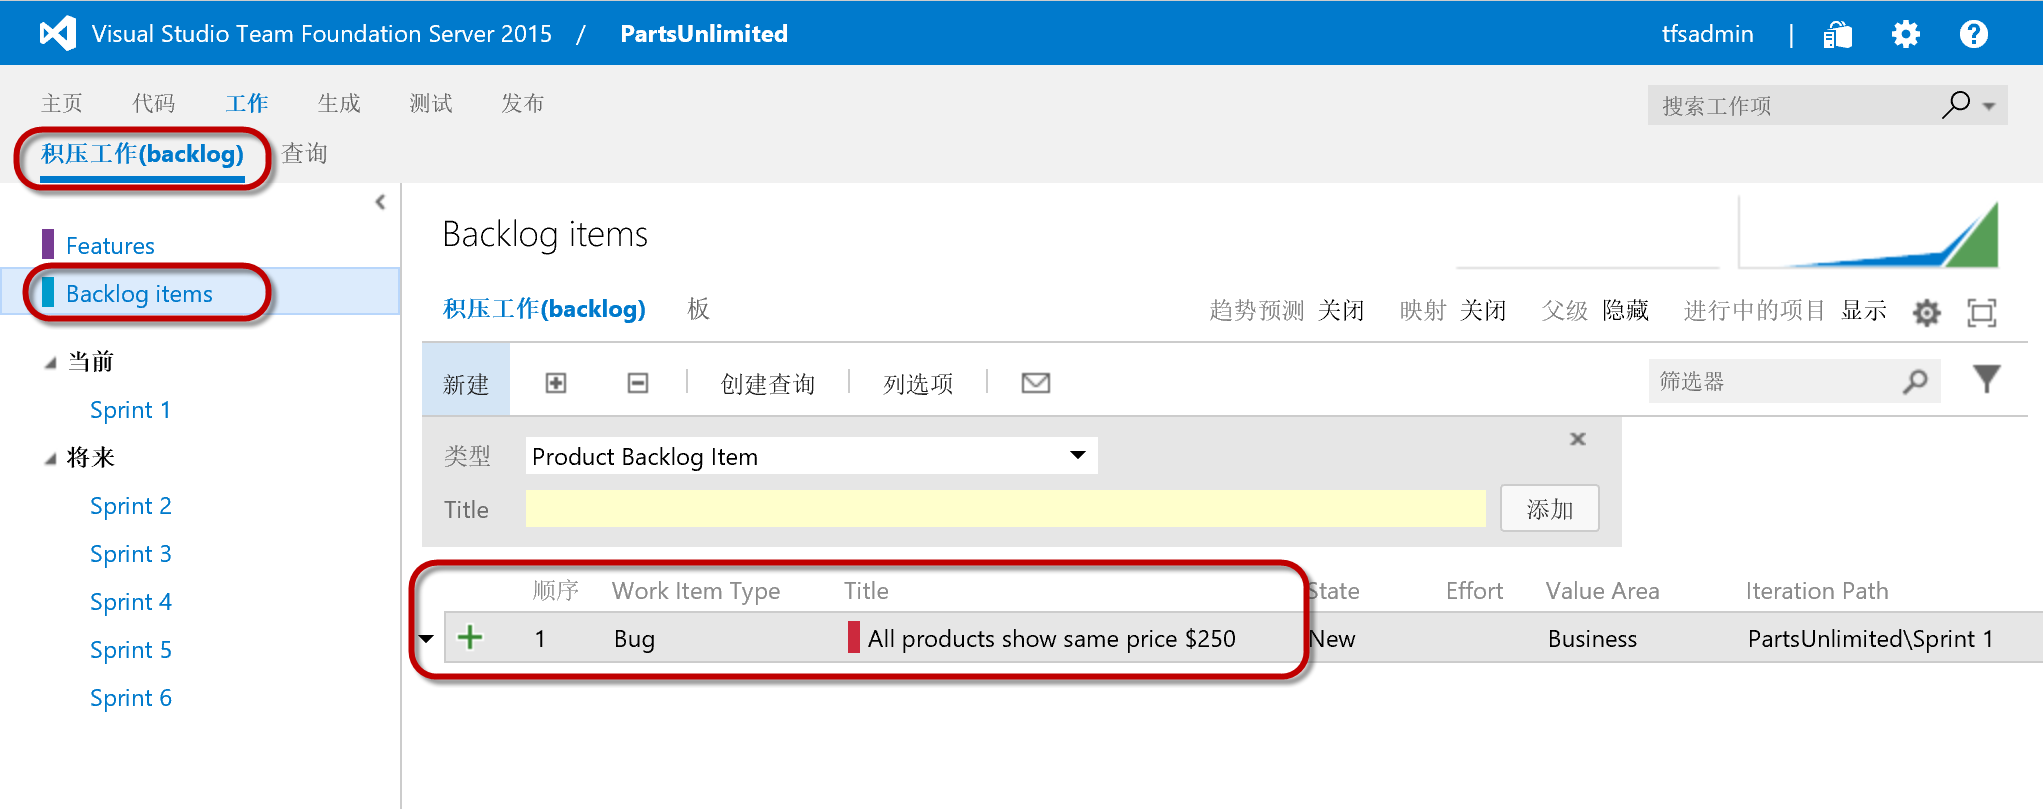 Visual Studio Team Foundation Server 2015 / PartsUnlimited tfsadmin |
主页 代码 工作 生成 测试 发布 搜索工作项
积压工作(backlog) 查询
Features
Backlog items
当前
Sprint 1
将来
Sprint 2
Sprint 3
Sprint 4
Sprint 5
Sprint 6
Backlog items
积压工作(backlog) 板 趋势预测 关闭 映射 关闭 父级 隐藏 进行中的项目 显示
新建 创建查询 列选项 筛选器
类型 Product Backlog Item
Title 添加
顺序 Work Item Type Title State Effort Value Area Iteration Path
1 Bug All products show same price $250 New Business PartsUnlimited\Sprint 1